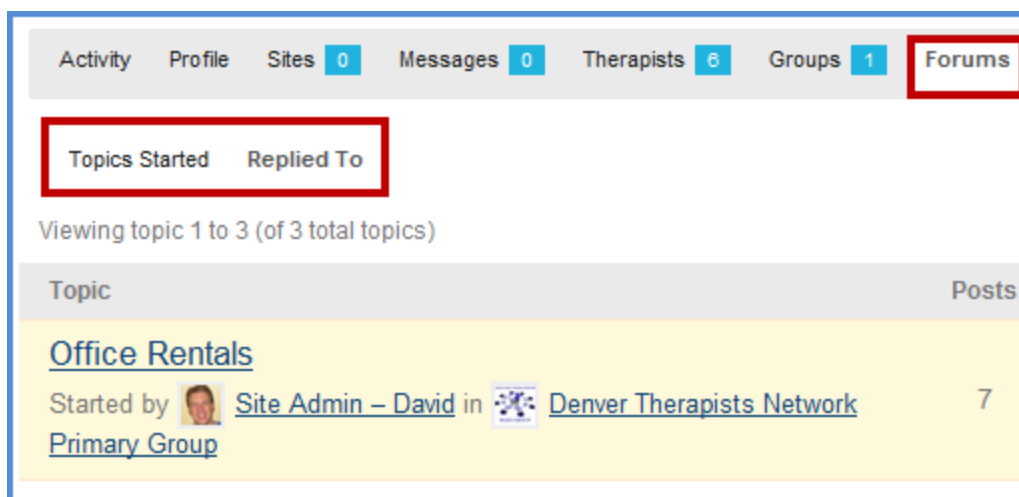 Activity Profile Sites 0 Messages 0 Therapists 6 Groups 1 Forums
Topics Started Replied To
Viewing topic 1 to 3 (of 3 total topics)
Topic Posts
Office Rentals
Started by Site Admin – David in Denver Therapists Network 7
Primary Group